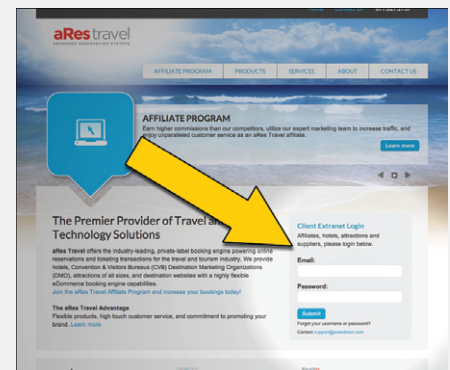 aRes travel
ADVANCED RESERVATION SYSTEMS
AFFILIATE PROGRAM PRODUCTS SERVICES ABOUT CONTACT US
AFFILIATE PROGRAM
Earn higher commissions than our competitors, utilize our expert marketing team to increase traffic, and
enjoy unparalleled customer service as an aRes Travel affiliate.
Learn more
The Premier Provider of Travel and
Technology Solutions
aRes Travel offers the industry-leading, private-label booking engine powering online
reservations and ticketing transactions for the travel and tourism industry. We provide
hotels, Convention & Visitors Bureaus (CVB) Destination Marketing Organizations
(DMO), attractions of all sizes, and destination websites with a highly flexible
eCommerce booking engine capabilities.
Join the aRes Travel Affiliate Program and increase your bookings today!
The aRes Travel Advantage
Flexible products, high touch customer service, and commitment to promoting your
brand. Learn more
Client Extranet Login
Affiliates, hotels, attractions and
suppliers, please login below.
Email:
Password:
Submit
Forgot your username or password?
Contact support@arestravel.com